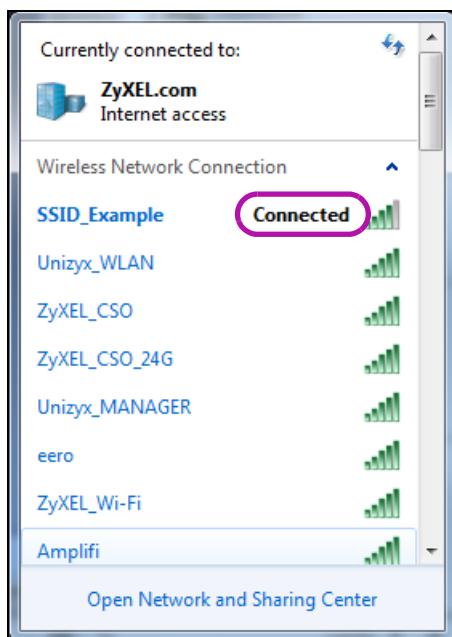 Currently connected to:
ZyXEL.com
Internet access
Wireless Network Connection
SSID_Example Connected
Unizyx_WLAN
ZyXEL_CSO
ZyXEL_CSO_24G
Unizyx_MANAGER
eero
ZyXEL_Wi-Fi
Amplifi
Open Network and Sharing Center